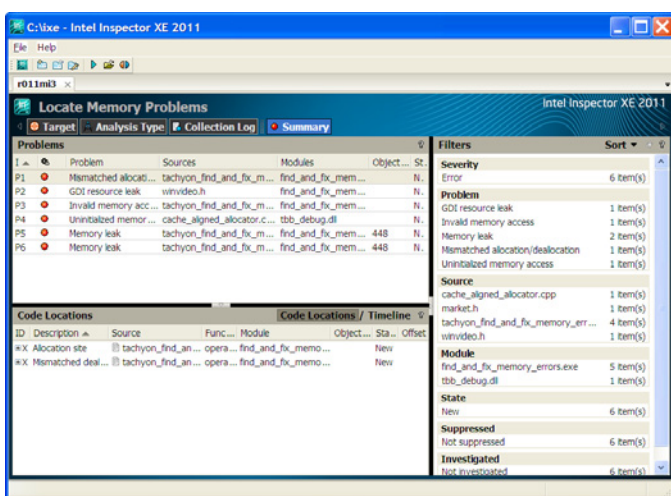 C:\ixe - Intel Inspector XE 2011
File Help
r011mi3
Locate Memory Problems
Intel Inspector XE 2011
Target Analysis Type Collection Log Summary
Problems
Problem Sources Modules Object... St.
P1 Mismatched allocati... tachyon_find_and_fix_m... find_and_fix_mem... N.
P2 GDI resource leak winvideo.h find_and_fix_mem... N.
P3 Invalid memory acc... tachyon_find_and_fix_m... find_and_fix_mem... N.
P4 Uninitialized memor... cache_aligned_allocator.c... tbb_debug.dll N.
P5 Memory leak tachyon_find_and_fix_m... find_and_fix_mem... 448 N.
P6 Memory leak tachyon_find_and_fix_m... find_and_fix_mem... 448 N.
Code Locations Code Locations / Timeline
ID Description Source Func... Module Object... Sta... Offset
X Allocation site tachyon_find_an... opera... find_and_fix_memo... New
X Mismatched deal... tachyon_find_an... opera... find_and_fix_memo... New
Filters Sort
Severity
Error 6 item(s)
Problem
GDI resource leak 1 item(s)
Invalid memory access 1 item(s)
Memory leak 2 item(s)
Mismatched allocation/deallocation 1 item(s)
Uninitialized memory access 1 item(s)
Source
cache_aligned_allocator.cpp 1 item(s)
market.h 1 item(s)
tachyon_find_and_fix_memory_err... 4 item(s)
winvideo.h 1 item(s)
Module
find_and_fix_memory_errors.exe 5 item(s)
tbb_debug.dll 1 item(s)
State
New 6 item(s)
Suppressed
Not suppressed 6 item(s)
Investigated
Not investigated 6 item(s)